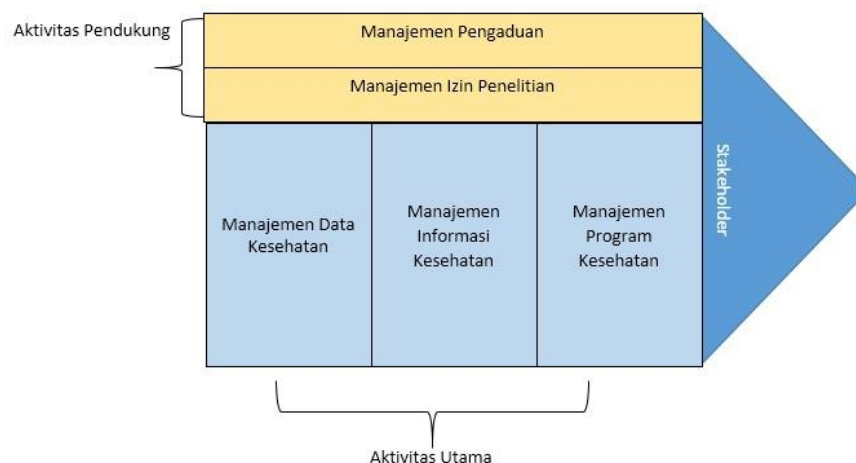 Aktivitas Pendukung
Manajemen Pengaduan
Manajemen Izin Penelitian
Manajemen Data
Kesehatan
Manajemen
Informasi
Kesehatan
Manajemen
Program
Kesehatan
Stakeholder
Aktivitas Utama